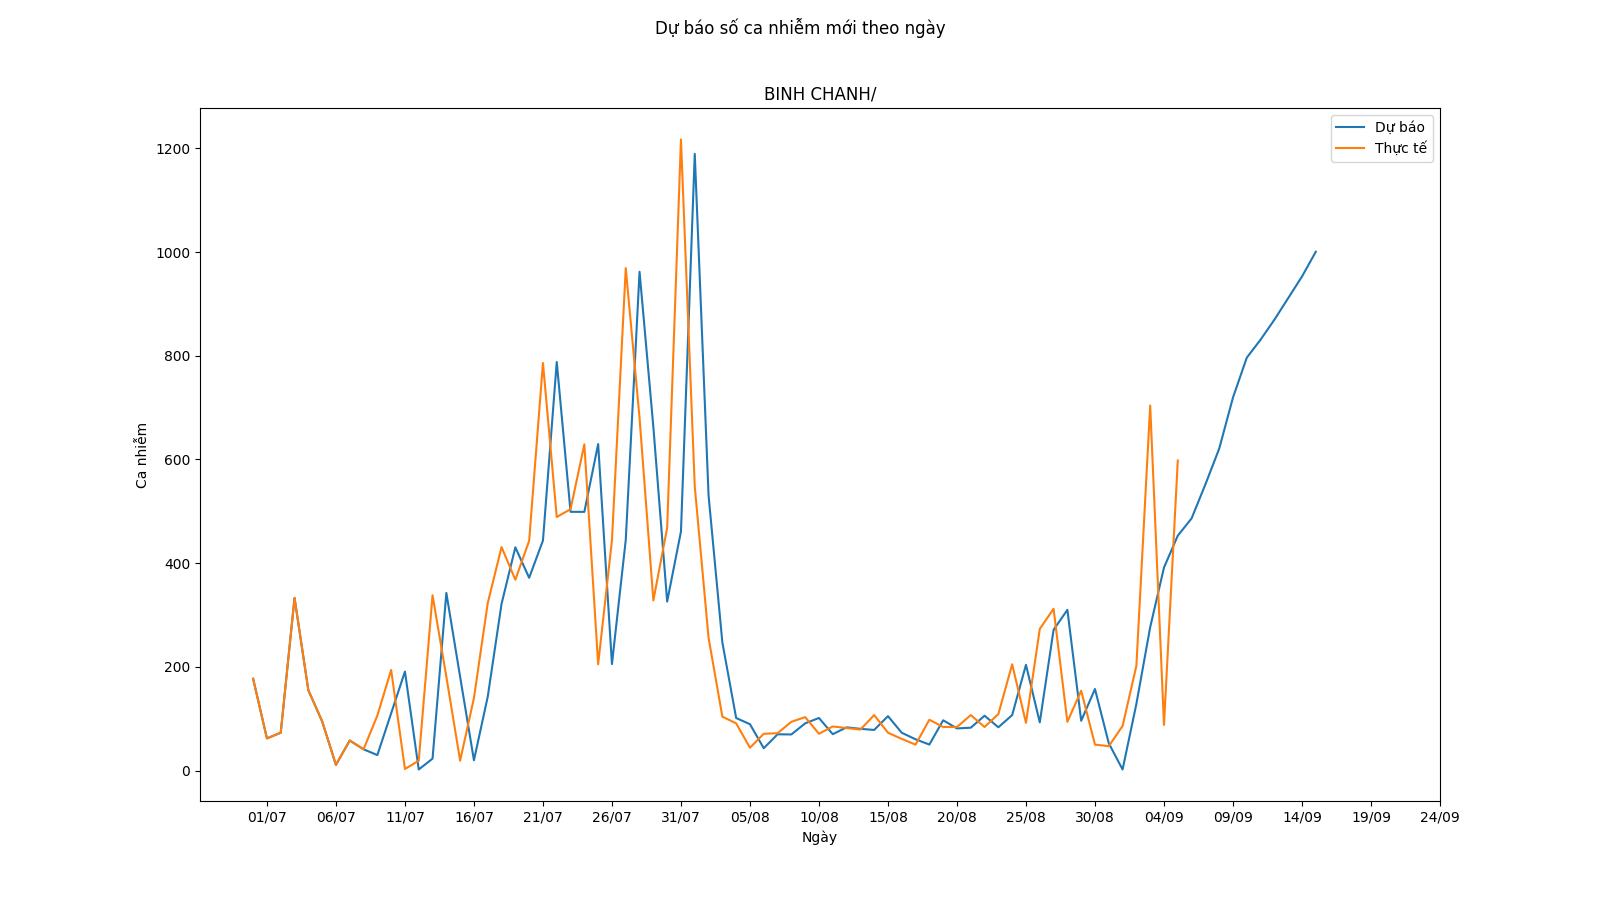 Dự báo số ca nhiễm mới theo ngày
BINH CHANH/
Dự báo
Thực tế
1200
1000
800
600
400
200
0
Ca nhiễm
01/07 06/07 11/07 16/07 21/07 26/07 31/07 05/08 10/08 15/08 20/08 25/08 30/08 04/09 09/09 14/09 19/09 24/09
Ngày